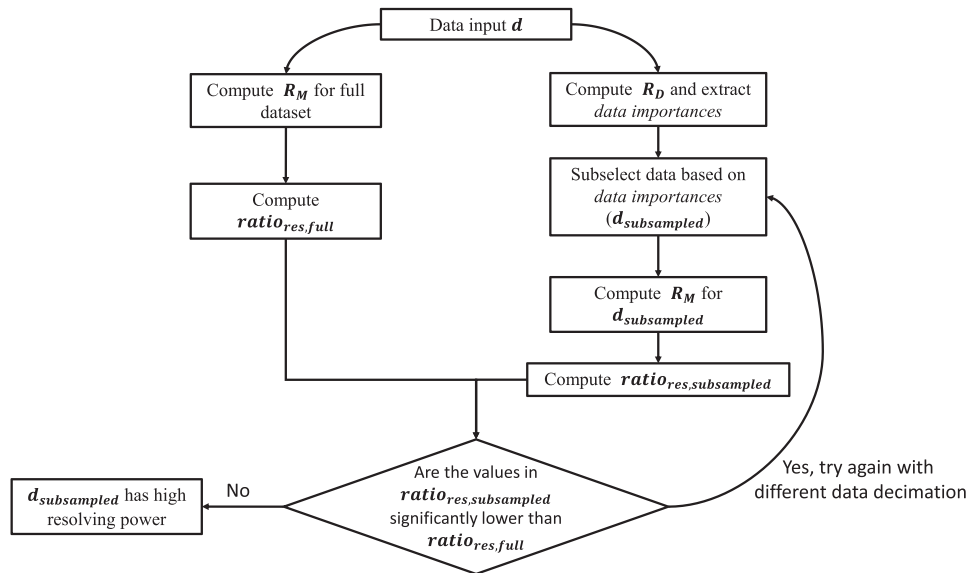 Data input d
Compute R_M for full
dataset
Compute R_D and extract
data importances
Compute
ratio_res,full
Subselect data based on
data importances
(d_subsampled)
Compute R_M for
d_subsampled
Compute ratio_res,subsampled
Are the values in
ratio_res,subsampled
significantly lower than
ratio_res,full
No
d_subsampled has high
resolving power
Yes, try again with
different data decimation